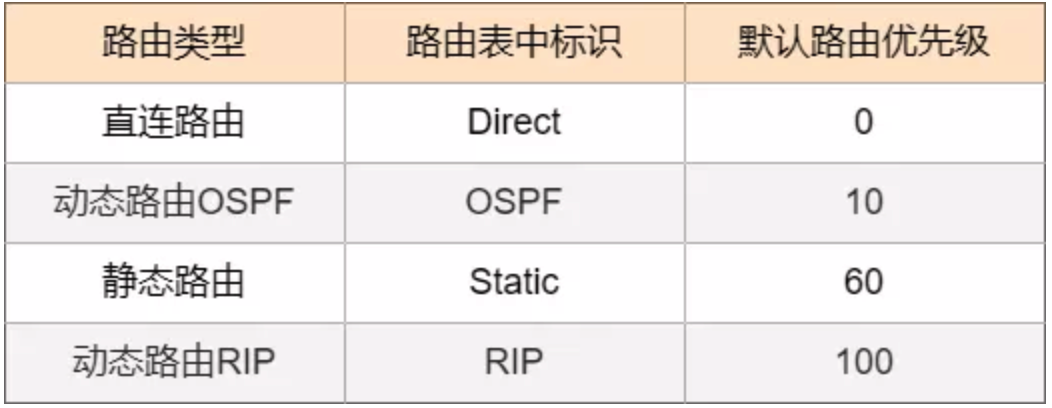 路由类型 路由表中标识 默认路由优先级
直连路由 Direct 0
动态路由OSPF OSPF 10
静态路由 Static 60
动态路由RIP RIP 100